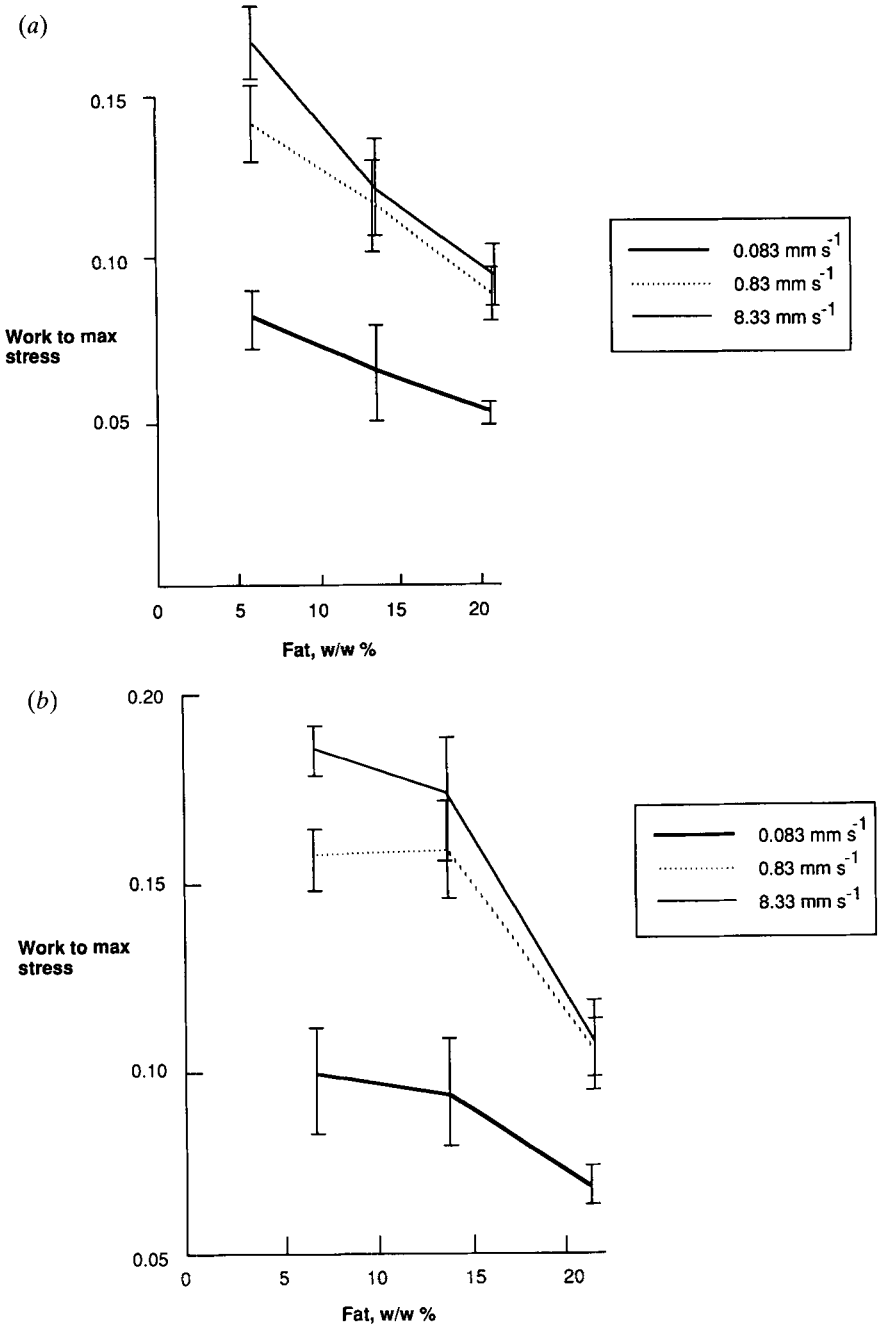 (a)
0.15
0.10
Work to max
stress
0.05
0 5 10 15 20
Fat, w/w %
0.083 mm s-1
0.83 mm s-1
8.33 mm s-1
(b)
0.20
0.15
Work to max
stress
0.10
0.05
0 5 10 15 20
Fat, w/w %
0.083 mm s-1
0.83 mm s-1
8.33 mm s-1